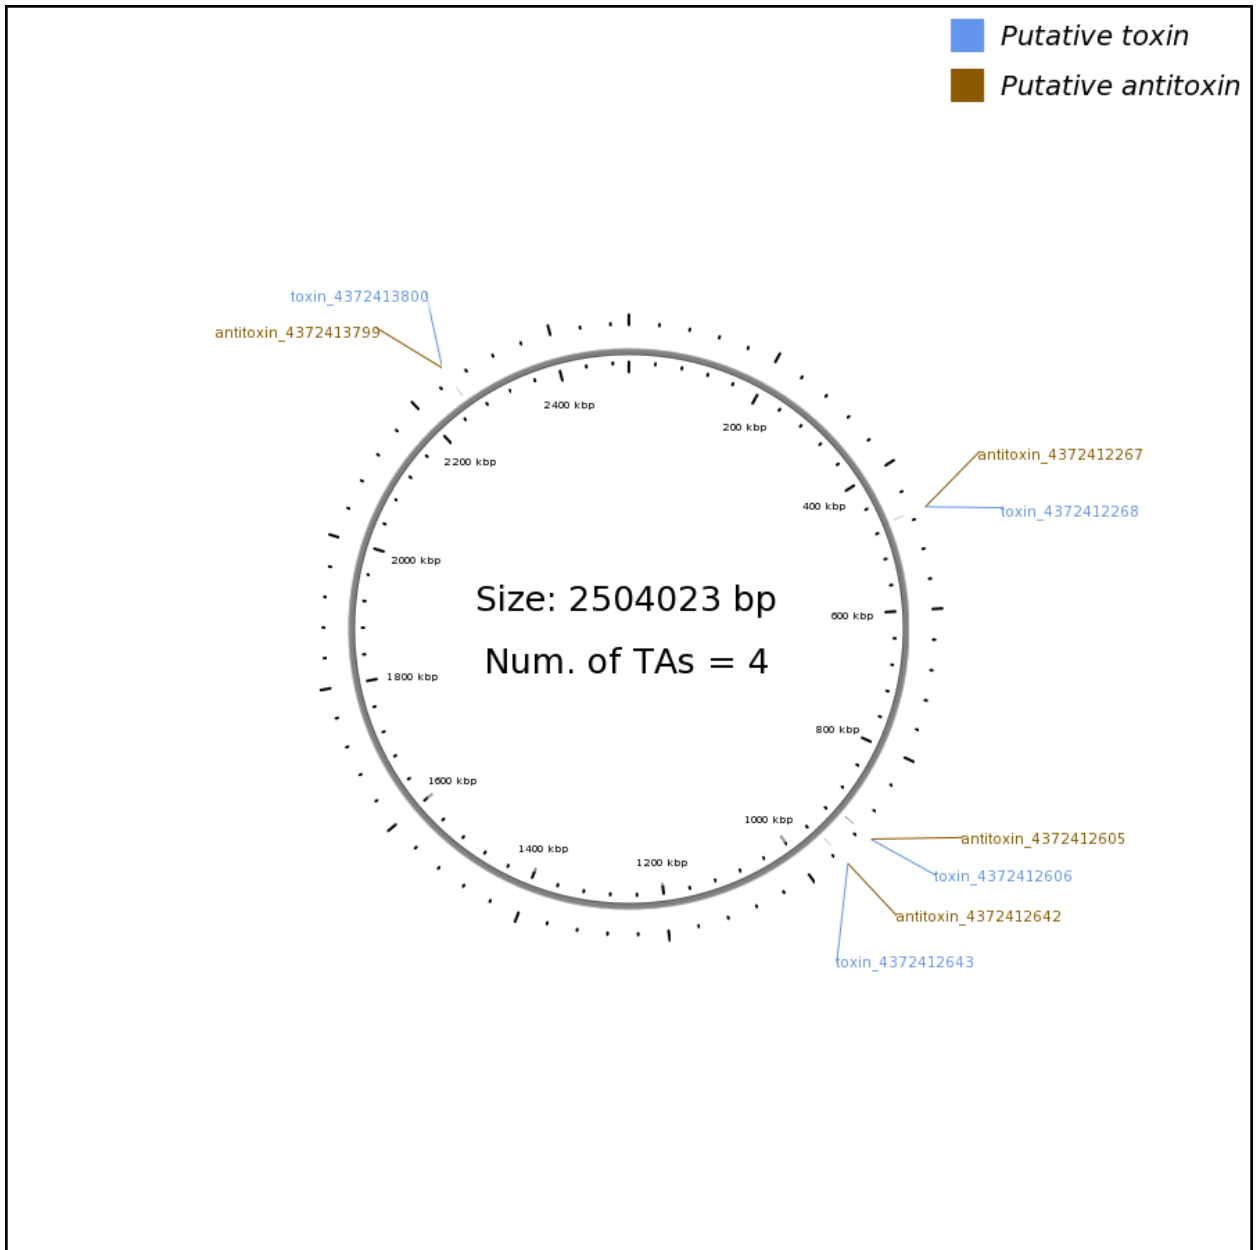 Putative toxin
Putative antitoxin
toxin_4372413800
antitoxin_4372413799
2400 kbp
200 kbp
antitoxin_4372412267
2200 kbp
400 kbp
toxin_4372412268
2000 kbp
Size: 2504023 bp
600 kbp
Num. of TAs = 4
1800 kbp
800 kbp
1600 kbp
1000 kbp
antitoxin_4372412605
1400 kbp
1200 kbp
toxin_4372412606
antitoxin_4372412642
toxin_4372412643